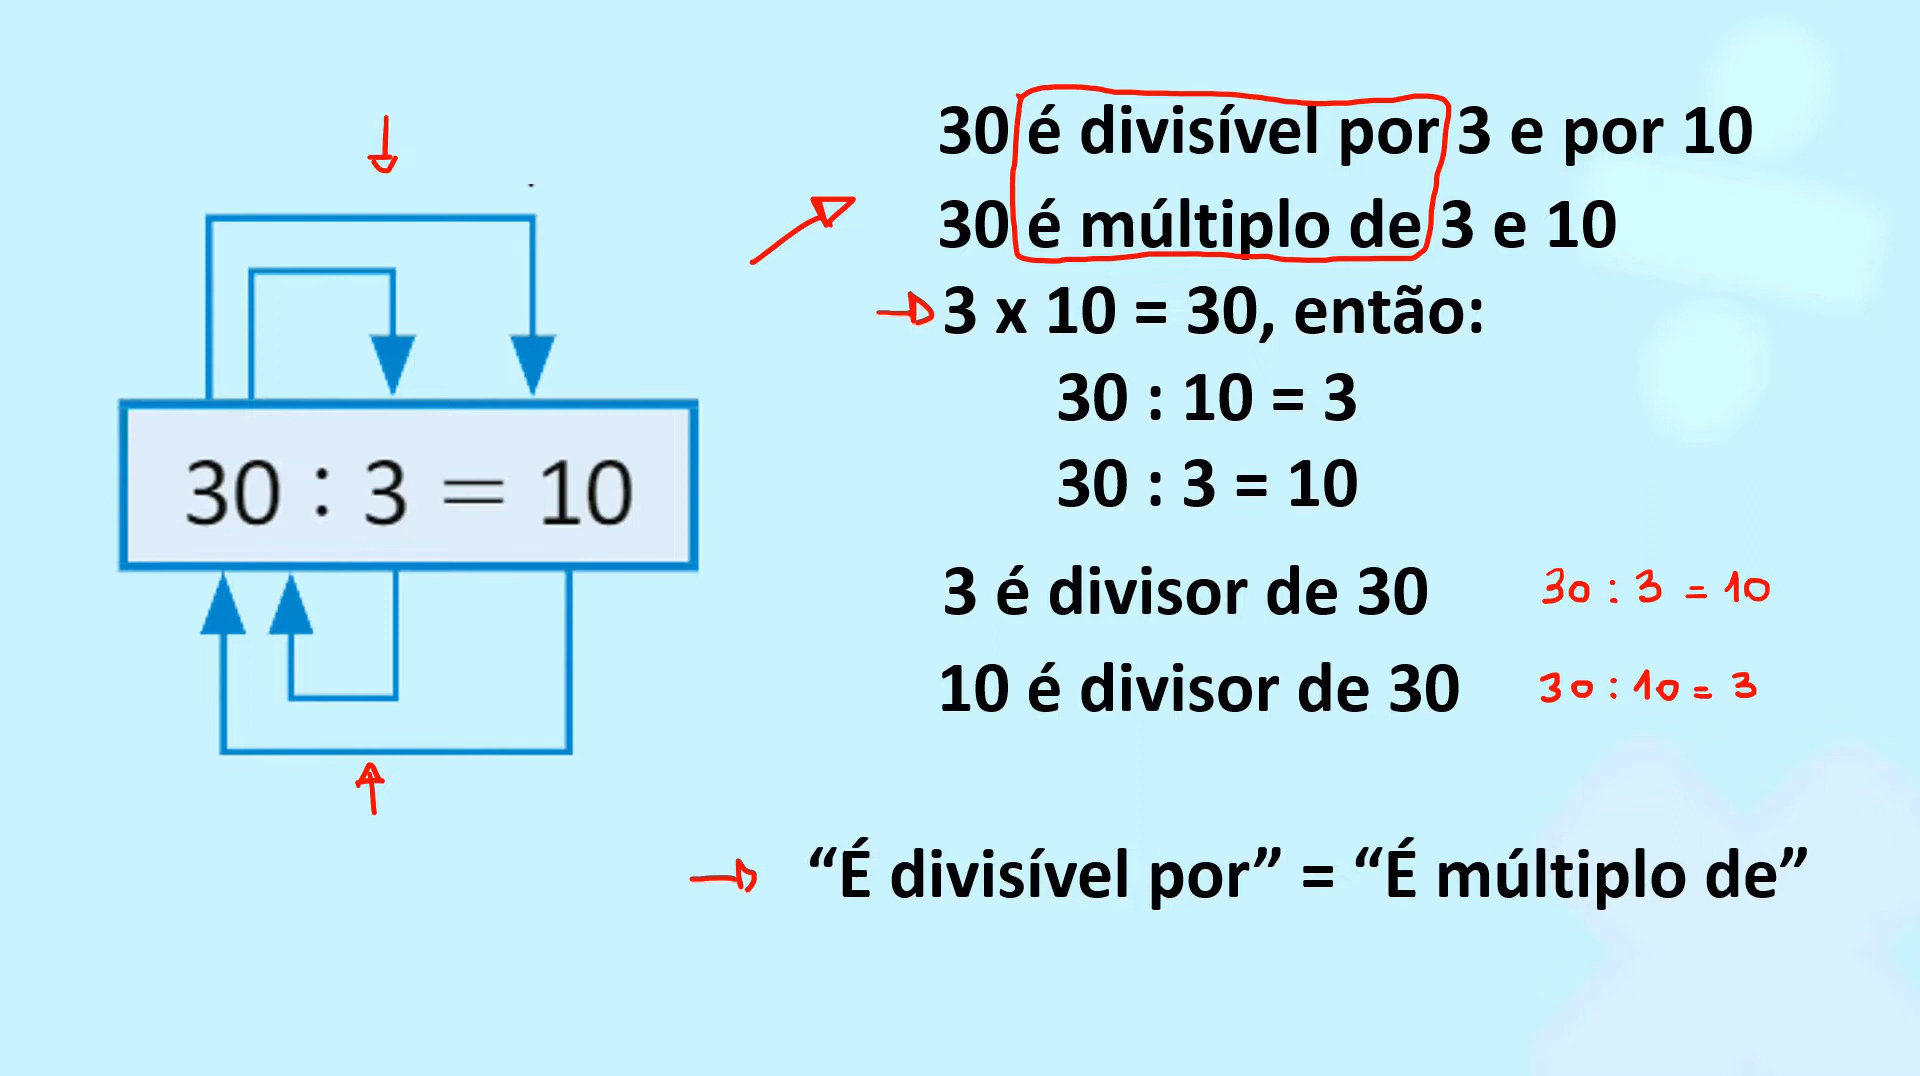 30 : 3 = 10
30 é divisível por 3 e por 10
30 é múltiplo de 3 e 10
3 x 10 = 30, então:
30 : 10 = 3
30 : 3 = 10
3 é divisor de 30
30 : 3 = 10
10 é divisor de 30
30 : 10 = 3
“É divisível por” = “É múltiplo de”